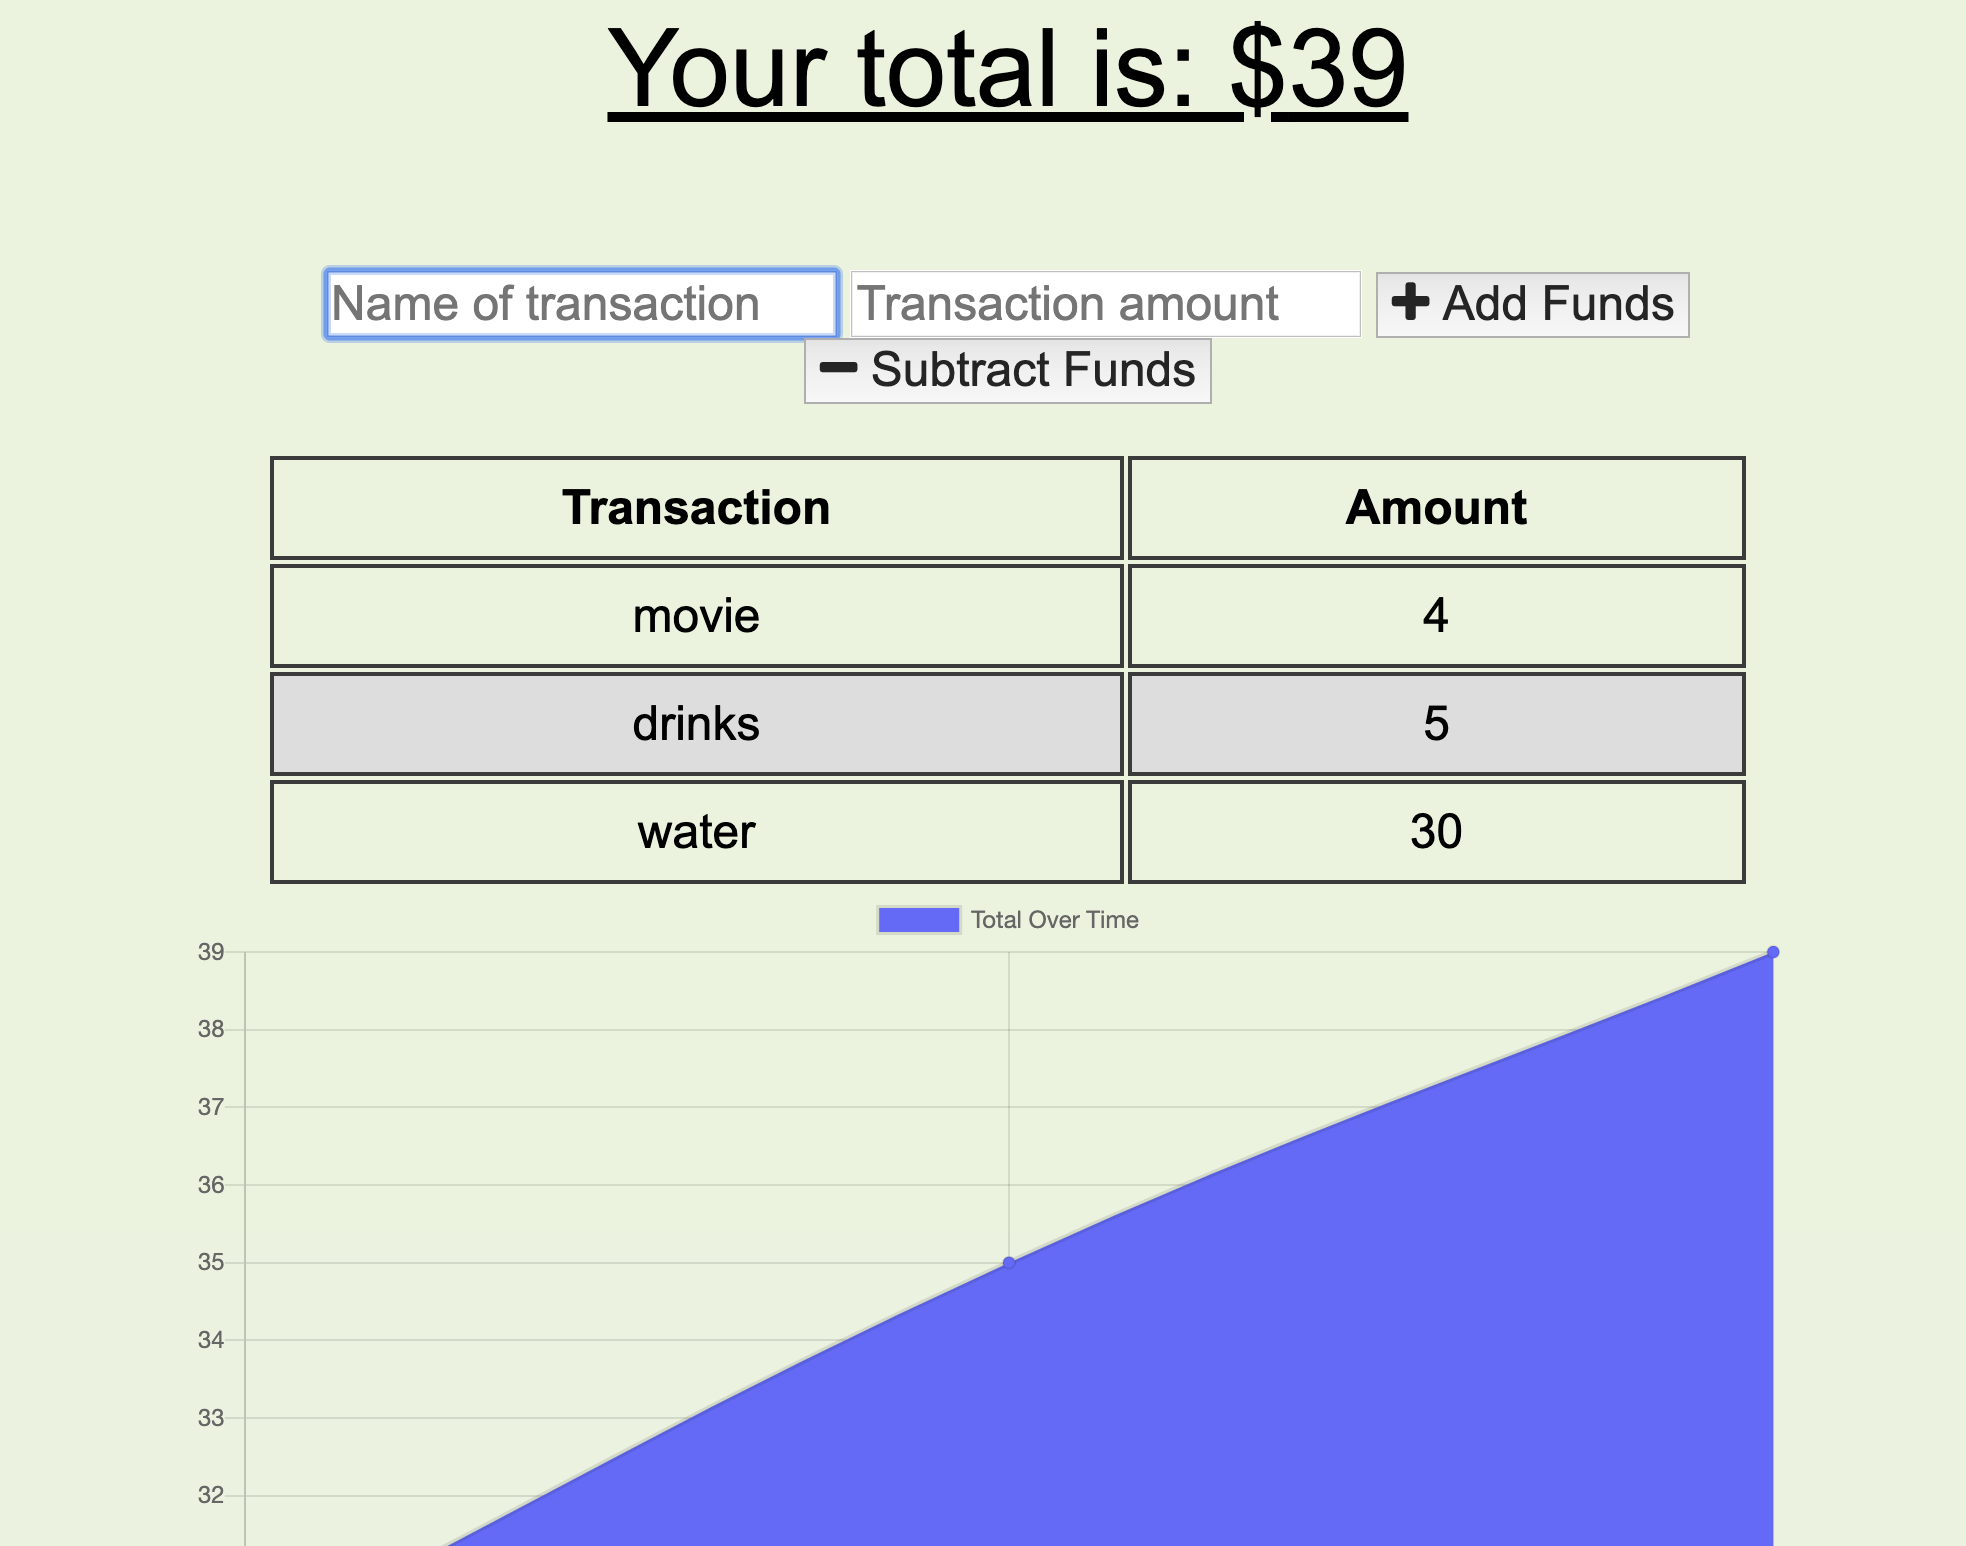 Your total is: $39
Name of transaction Transaction amount + Add Funds
− Subtract Funds
Transaction Amount
movie 4
drinks 5
water 30
Total Over Time
39
38
37
36
35
34
33
32